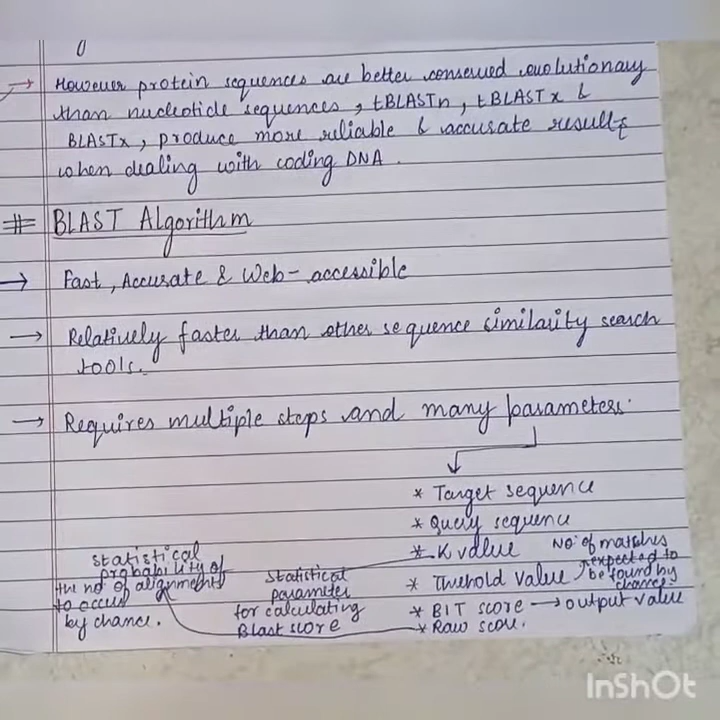 → However protein sequences are better conserved evolutionary
than nucleotide sequences, tBLASTn, tBLASTx &
BLASTx, produce more reliable & accurate results
when dealing with coding DNA.
# BLAST Algorithm
→ Fast, Accurate & Web-accessible
→ Relatively faster than other sequence similarity search
tools.
→ Requires multiple steps and many parameters.
* Target sequence
* Query sequence
* K value
* Threhold value
* BIT score → output value
* Raw score.
No. of matches
expected to
be found by
chance.
Statistical
parameter
for calculating
Blast score
Statistical
probability of
the no of alignments
to occur
by chance.
InShOt